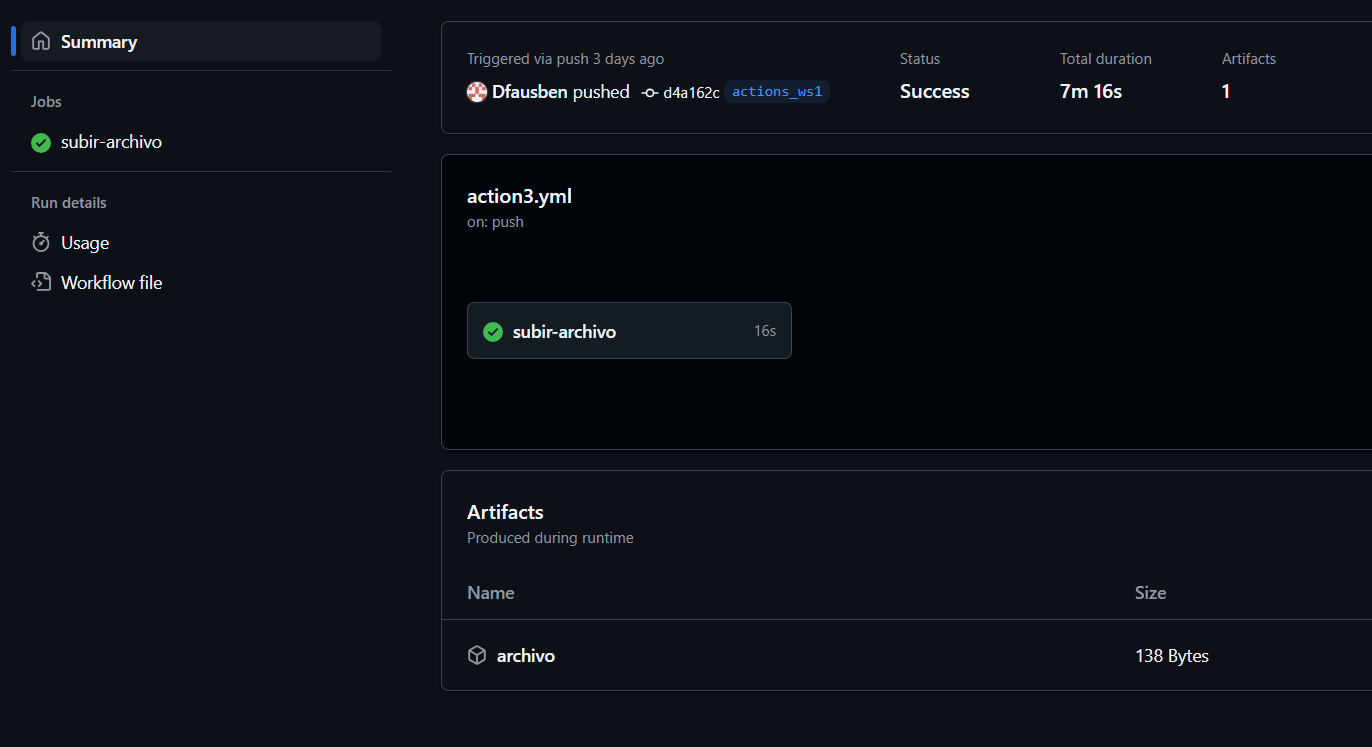 Summary
Jobs
subir-archivo
Run details
Usage
Workflow file
Triggered via push 3 days ago
Dfausben pushed d4a162c actions_ws1
Status
Success
Total duration
7m 16s
Artifacts
1
action3.yml
on: push
subir-archivo 16s
Artifacts
Produced during runtime
Name Size
archivo 138 Bytes